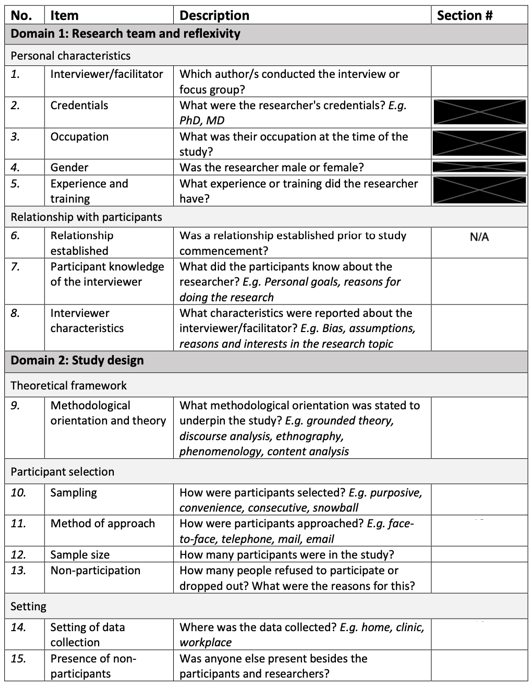 No. Item Description Section #
Domain 1: Research team and reflexivity
Personal characteristics
1. Interviewer/facilitator Which author/s conducted the interview or
focus group?
2. Credentials What were the researcher's credentials? E.g.
PhD, MD
3. Occupation What was their occupation at the time of the
study?
4. Gender Was the researcher male or female?
5. Experience and What experience or training did the researcher
training have?
Relationship with participants
6. Relationship Was a relationship established prior to study N/A
established commencement?
7. Participant knowledge What did the participants know about the
of the interviewer researcher? E.g. Personal goals, reasons for
doing the research
8. Interviewer What characteristics were reported about the
characteristics interviewer/facilitator? E.g. Bias, assumptions,
reasons and interests in the research topic
Domain 2: Study design
Theoretical framework
9. Methodological What methodological orientation was stated to
orientation and theory underpin the study? E.g. grounded theory,
discourse analysis, ethnography,
phenomenology, content analysis
Participant selection
10. Sampling How were participants selected? E.g. purposive,
convenience, consecutive, snowball
11. Method of approach How were participants approached? E.g. face-
to-face, telephone, mail, email
12. Sample size How many participants were in the study?
13. Non-participation How many people refused to participate or
dropped out? What were the reasons for this?
Setting
14. Setting of data Where was the data collected? E.g. home, clinic,
collection workplace
15. Presence of non- Was anyone else present besides the
participants participants and researchers?